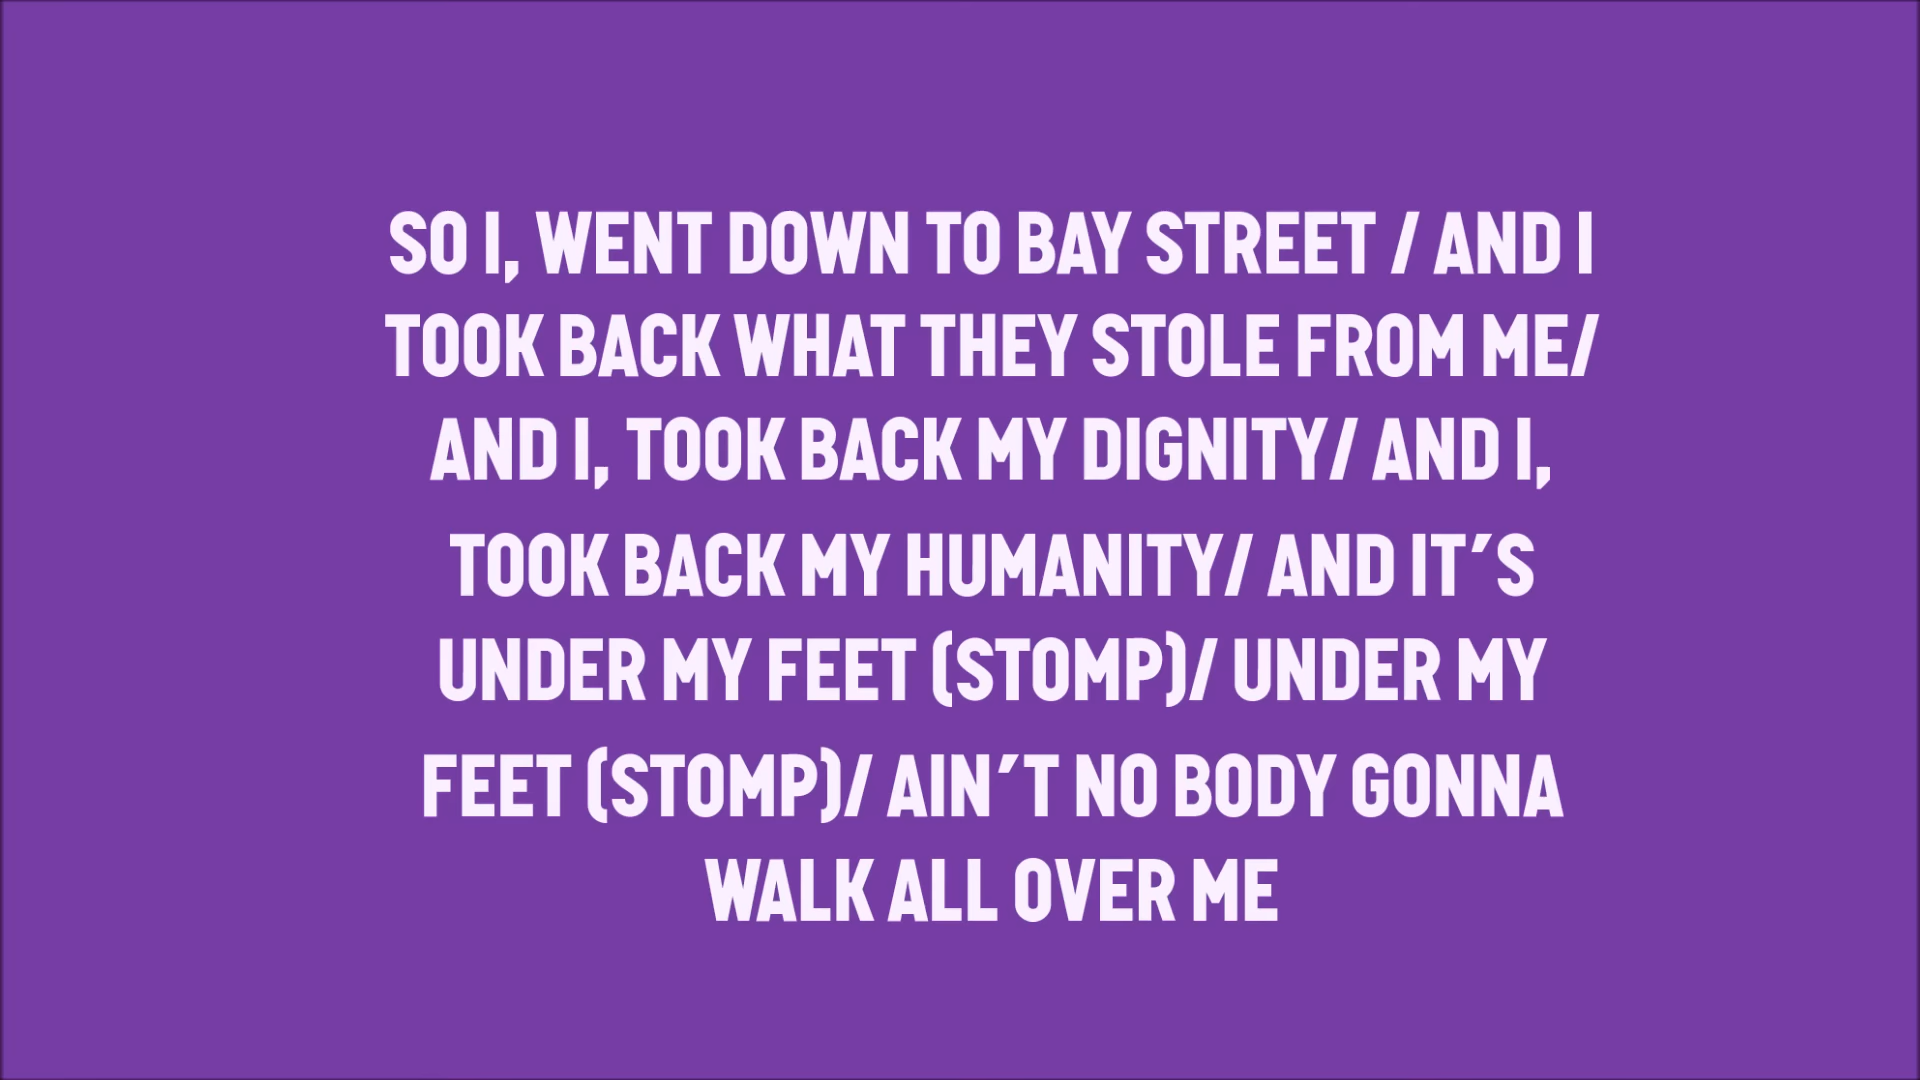 SO I, WENT DOWN TO BAY STREET / AND I
TOOK BACK WHAT THEY STOLE FROM ME/
AND I, TOOK BACK MY DIGNITY/ AND I,
TOOK BACK MY HUMANITY/ AND IT′S
UNDER MY FEET (STOMP)/ UNDER MY
FEET (STOMP)/ AIN′T NO BODY GONNA
WALK ALL OVER ME